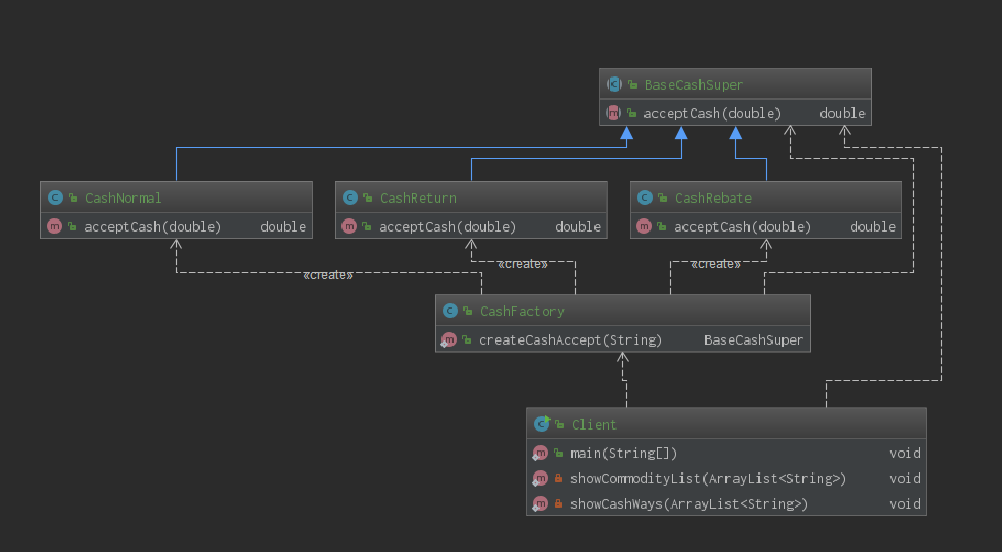 BaseCashSuper
acceptCash(double) double
CashNormal
acceptCash(double) double
CashReturn
acceptCash(double) double
CashRebate
acceptCash(double) double
«create»
«create»
«create»
CashFactory
createCashAccept(String) BaseCashSuper
Client
main(String[]) void
showCommodityList(ArrayList<String>) void
showCashWays(ArrayList<String>) void